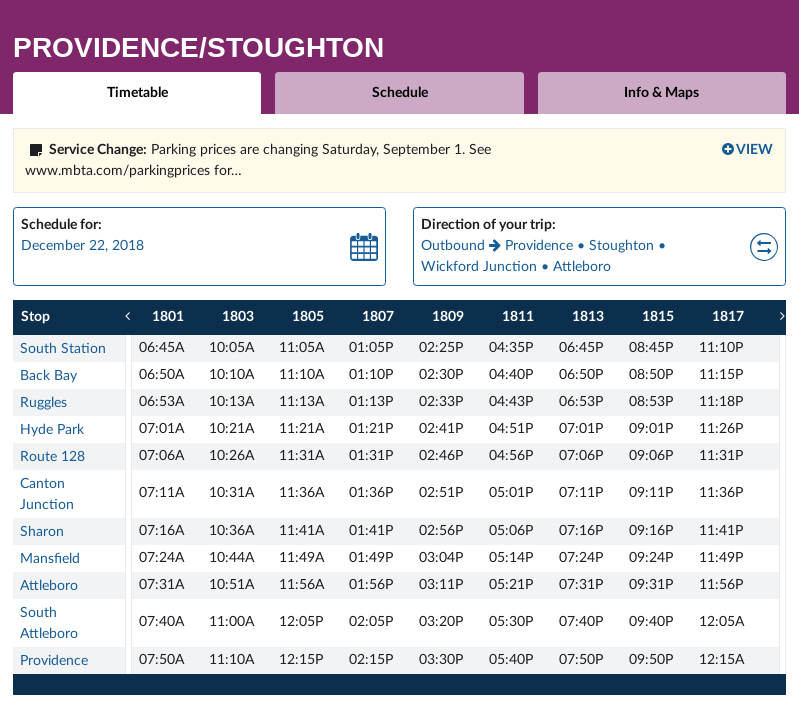 PROVIDENCE/STOUGHTON
Timetable Schedule Info & Maps
Service Change: Parking prices are changing Saturday, September 1. See VIEW
www.mbta.com/parkingprices for...
Schedule for:
December 22, 2018
Direction of your trip:
Outbound → Providence • Stoughton •
Wickford Junction • Attleboro
Stop 1801 1803 1805 1807 1809 1811 1813 1815 1817
South Station 06:45A 10:05A 11:05A 01:05P 02:25P 04:35P 06:45P 08:45P 11:10P
Back Bay 06:50A 10:10A 11:10A 01:10P 02:30P 04:40P 06:50P 08:50P 11:15P
Ruggles 06:53A 10:13A 11:13A 01:13P 02:33P 04:43P 06:53P 08:53P 11:18P
Hyde Park 07:01A 10:21A 11:21A 01:21P 02:41P 04:51P 07:01P 09:01P 11:26P
Route 128 07:06A 10:26A 11:31A 01:31P 02:46P 04:56P 07:06P 09:06P 11:31P
Canton
Junction 07:11A 10:31A 11:36A 01:36P 02:51P 05:01P 07:11P 09:11P 11:36P
Sharon 07:16A 10:36A 11:41A 01:41P 02:56P 05:06P 07:16P 09:16P 11:41P
Mansfield 07:24A 10:44A 11:49A 01:49P 03:04P 05:14P 07:24P 09:24P 11:49P
Attleboro 07:31A 10:51A 11:56A 01:56P 03:11P 05:21P 07:31P 09:31P 11:56P
South
Attleboro 07:40A 11:00A 12:05P 02:05P 03:20P 05:30P 07:40P 09:40P 12:05A
Providence 07:50A 11:10A 12:15P 02:15P 03:30P 05:40P 07:50P 09:50P 12:15A